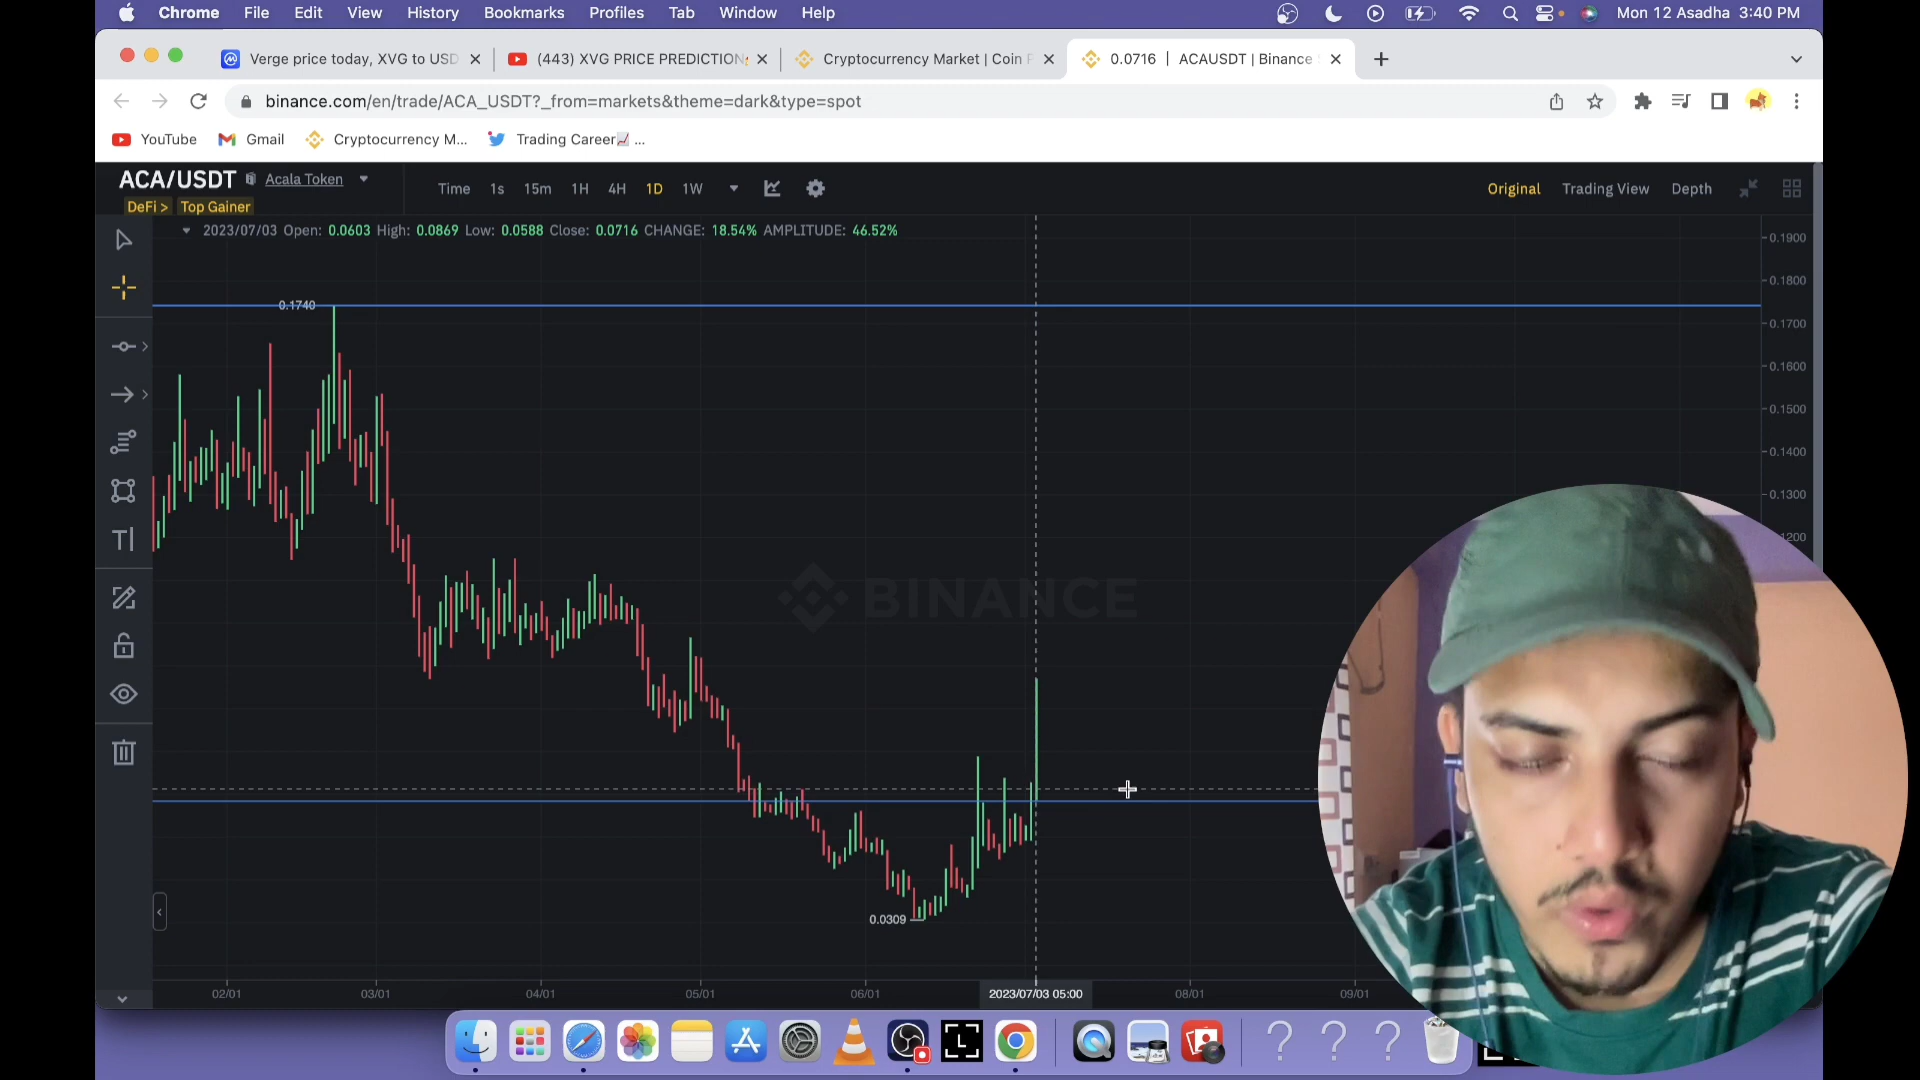 Chrome File Edit View History Bookmarks Profiles Tab Window Help Mon 12 Asadha 3:40 PM
Verge price today, XVG to USD (443) XVG PRICE PREDICTION Cryptocurrency Market | Coin P 0.0716 | ACAUSDT | Binance
binance.com/en/trade/ACA_USDT?_from=markets&theme=dark&type=spot
YouTube Gmail Cryptocurrency M... Trading Career📈 ...
ACA/USDT Acala Token Time 1s 15m 1H 4H 1D 1W Original Trading View Depth
DeFi > Top Gainer
2023/07/03 Open: 0.0603 High: 0.0869 Low: 0.0588 Close: 0.0716 CHANGE: 18.54% AMPLITUDE: 46.52%
0.1900
0.1800
0.1740
0.1700
0.1600
0.1500
0.1400
0.1300
1200
BINANCE
0.0309
02/01 03/01 04/01 05/01 06/01 2023/07/03 05:00 08/01 09/01